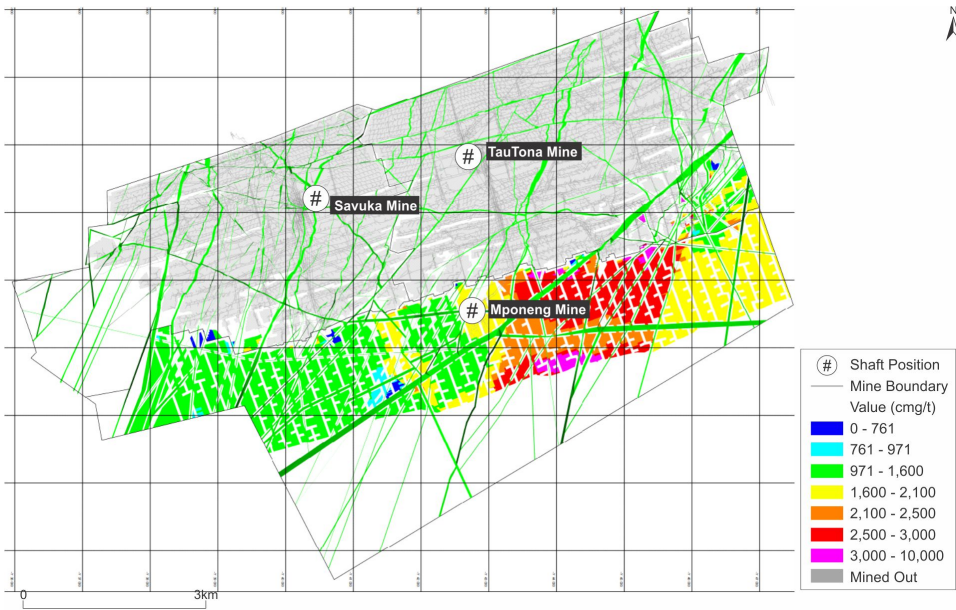 N
#
TauTona Mine
#
Savuka Mine
#
Mponeng Mine
# Shaft Position
Mine Boundary
Value (cmg/t)
0 - 761
761 - 971
971 - 1,600
1,600 - 2,100
2,100 - 2,500
2,500 - 3,000
3,000 - 10,000
Mined Out
0 3km